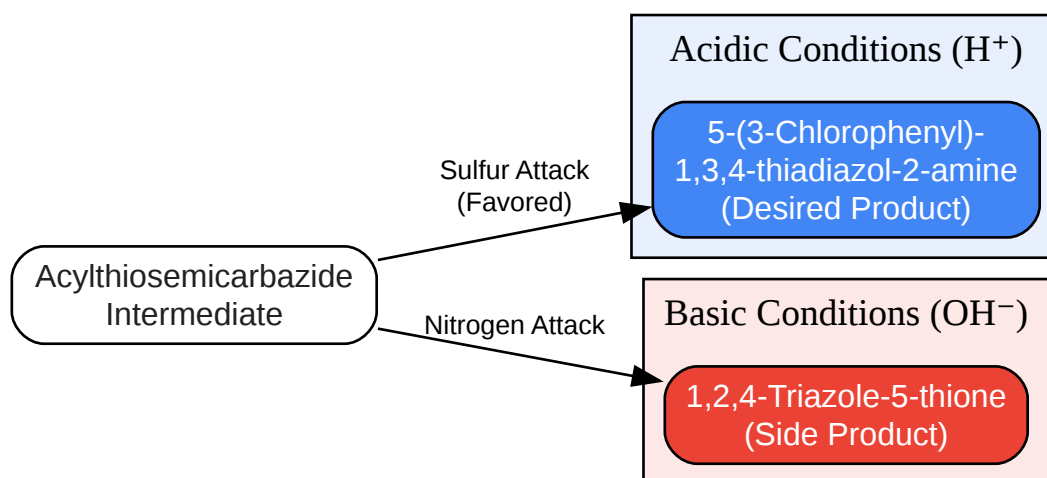 Acidic Conditions (H⁺)
5-(3-Chlorophenyl)-
1,3,4-thiadiazol-2-amine
(Desired Product)
Sulfur Attack
(Favored)
Acylthiosemicarbazide
Intermediate
Nitrogen Attack
Basic Conditions (OH⁻)
1,2,4-Triazole-5-thione
(Side Product)